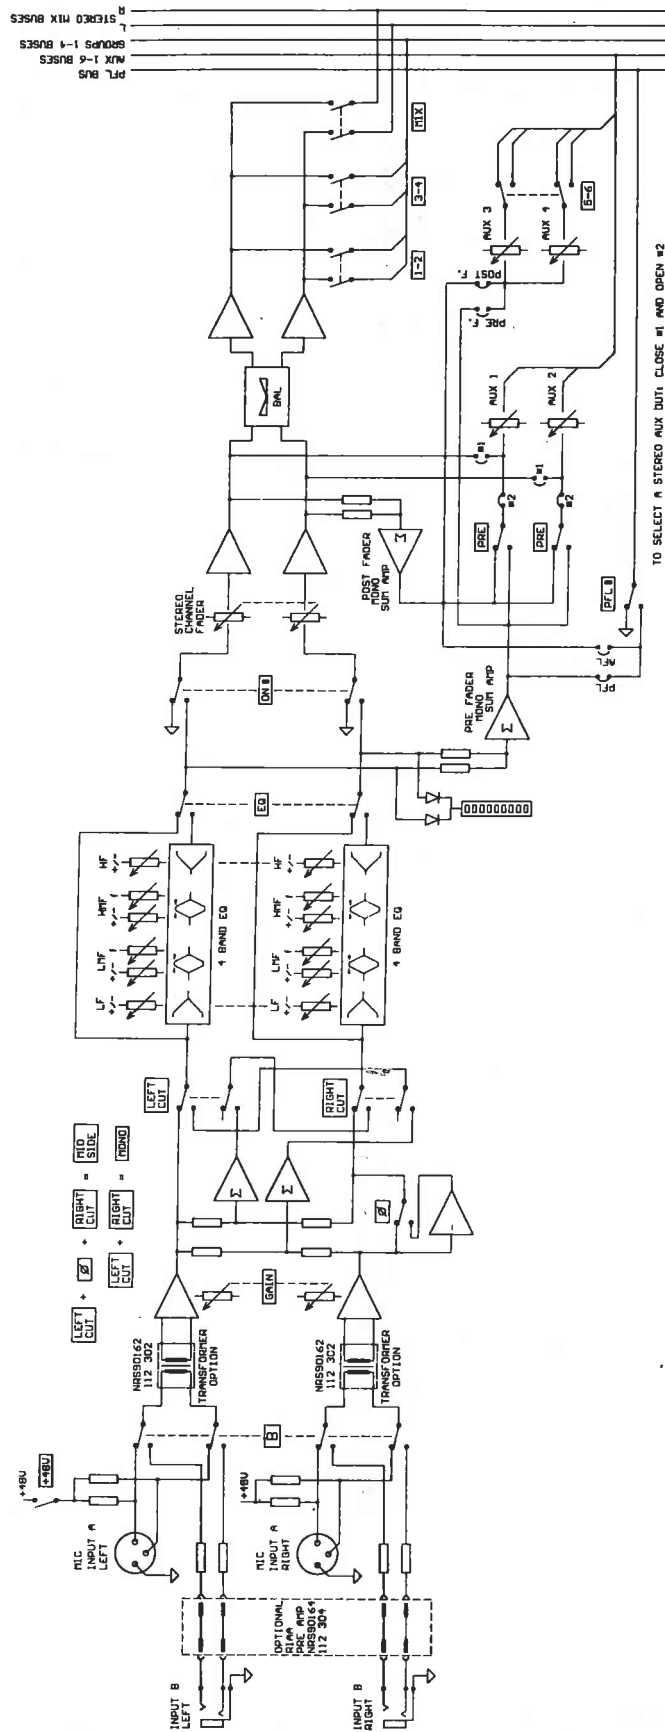 INPUT B
LEFT
INPUT B
RIGHT
OPTIONAL
RIAA
PRE AMP
NRS90164
112 304
MIC
INPUT A
LEFT
MIC
INPUT A
RIGHT
+48V
+48V
+48V
B
NRS90162
112 302
TRANSFORMER
OPTION
NRS90162
112 302
TRANSFORMER
OPTION
GAIN
LEFT
CUT
+
Ø
+
RIGHT
CUT
=
MID
SIDE
LEFT
CUT
+
RIGHT
CUT
=
MONO
Σ
Σ
Ø
LEFT
CUT
RIGHT
CUT
LF
+/-
LMF
+/-
HMF
+/-
HF
+/-
4 BAND EQ
LF
+/-
LMF
+/-
HMF
+/-
HF
+/-
4 BAND EQ
EQ
ON
STEREO
CHANNEL
FADER
PRE FADER
MONO
SUM AMP
Σ
POST FADER
MONO
SUM AMP
Σ
PFL
AFL
PFL
PRE
PRE
#2
#2
#1
#1
AUX 1
AUX 2
BAL
PRE F.
POST F.
AUX 3
AUX 4
5-6
1-2
3-4
MIX
R
L
STEREO MIX BUSES
GROUPS 1-4 BUSES
AUX 1-6 BUSES
PFL BUS
TO SELECT A STEREO AUX OUT: CLOSE #1 AND OPEN #2